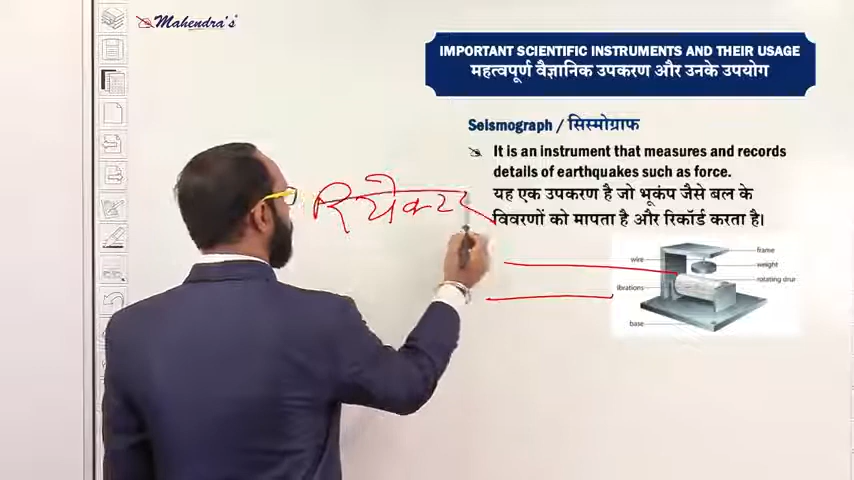 Mahendra's
IMPORTANT SCIENTIFIC INSTRUMENTS AND THEIR USAGE
महत्वपूर्ण वैज्ञानिक उपकरण और उनके उपयोग
Seismograph / सिस्मोग्राफ
It is an instrument that measures and records
details of earthquakes such as force.
यह एक उपकरण है जो भूकंप जैसे बल के
विवरणों को मापता है और रिकॉर्ड करता है।
रियेक्टर
frame
wire
weight
rotating drur
ibrations
base